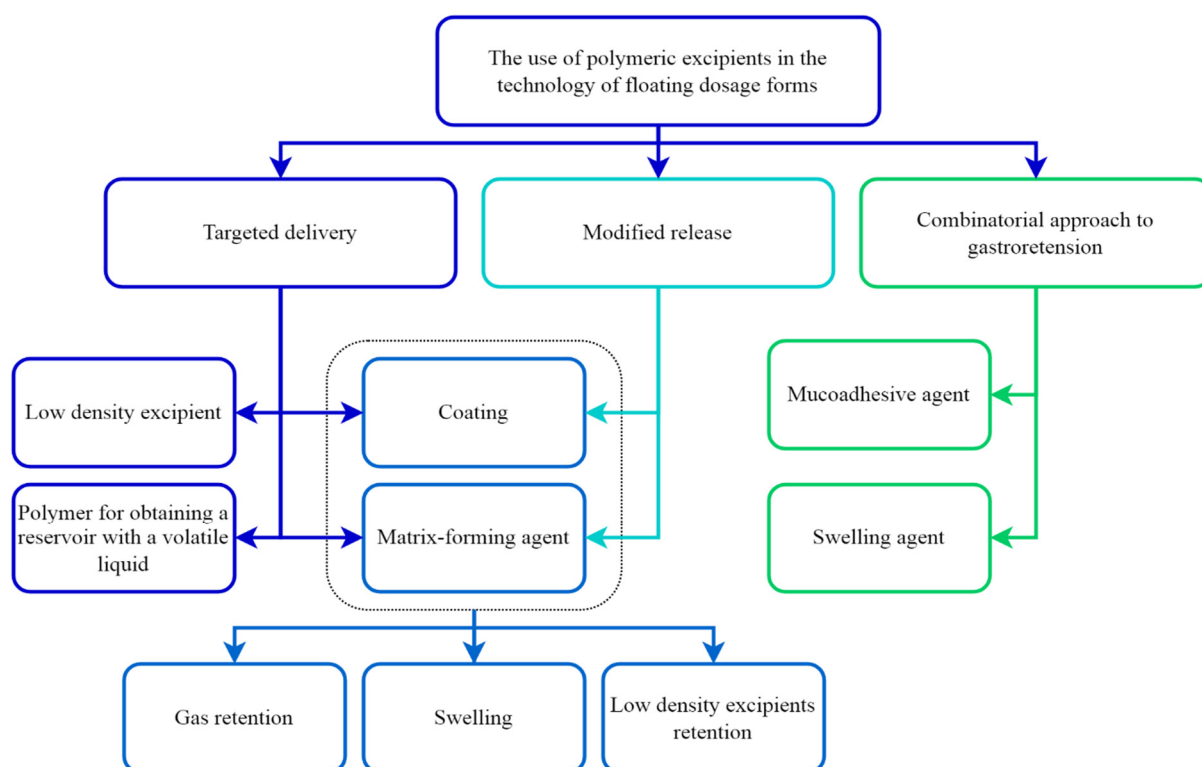 The use of polymeric excipients in the
technology of floating dosage forms
Targeted delivery
Modified release
Combinatorial approach to
gastroretension
Low density excipient
Coating
Mucoadhesive agent
Polymer for obtaining a
reservoir with a volatile
liquid
Matrix-forming agent
Swelling agent
Gas retention
Swelling
Low density excipients
retention